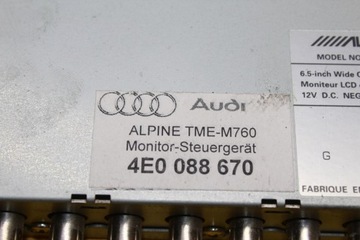 Audi
ALPINE TME-M760
Monitor-Steuergerät
4E0 088 670
MODEL NO
6.5-inch Wide
Moniteur LCD
12V D.C. NEG
G
FABRIQUE